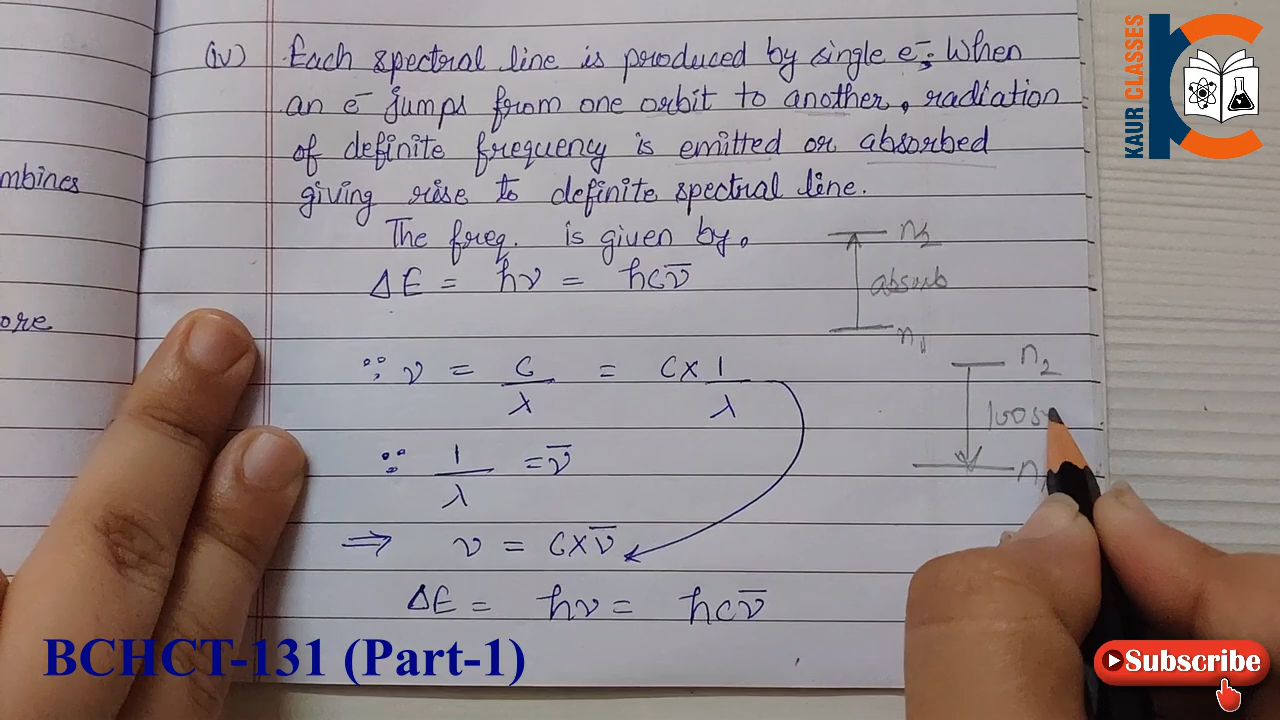 (iv) Each spectral line is produced by single e⁻; When
an e⁻ jumps from one orbit to another, radiation
of definite frequency is emitted or absorbed
giving rise to definite spectral line.
The freq. is given by.
ΔE = hν = hcν̅
∵ ν = c/λ = c × 1/λ
∵ 1/λ = ν̅
⇒ ν = c×ν̅
ΔE = hν = hcν̅
mbines
ore
n₂
absorb
n₁
n₂
n₁
KAUR CLASSES
BCHCT-131 (Part-1)
Subscribe